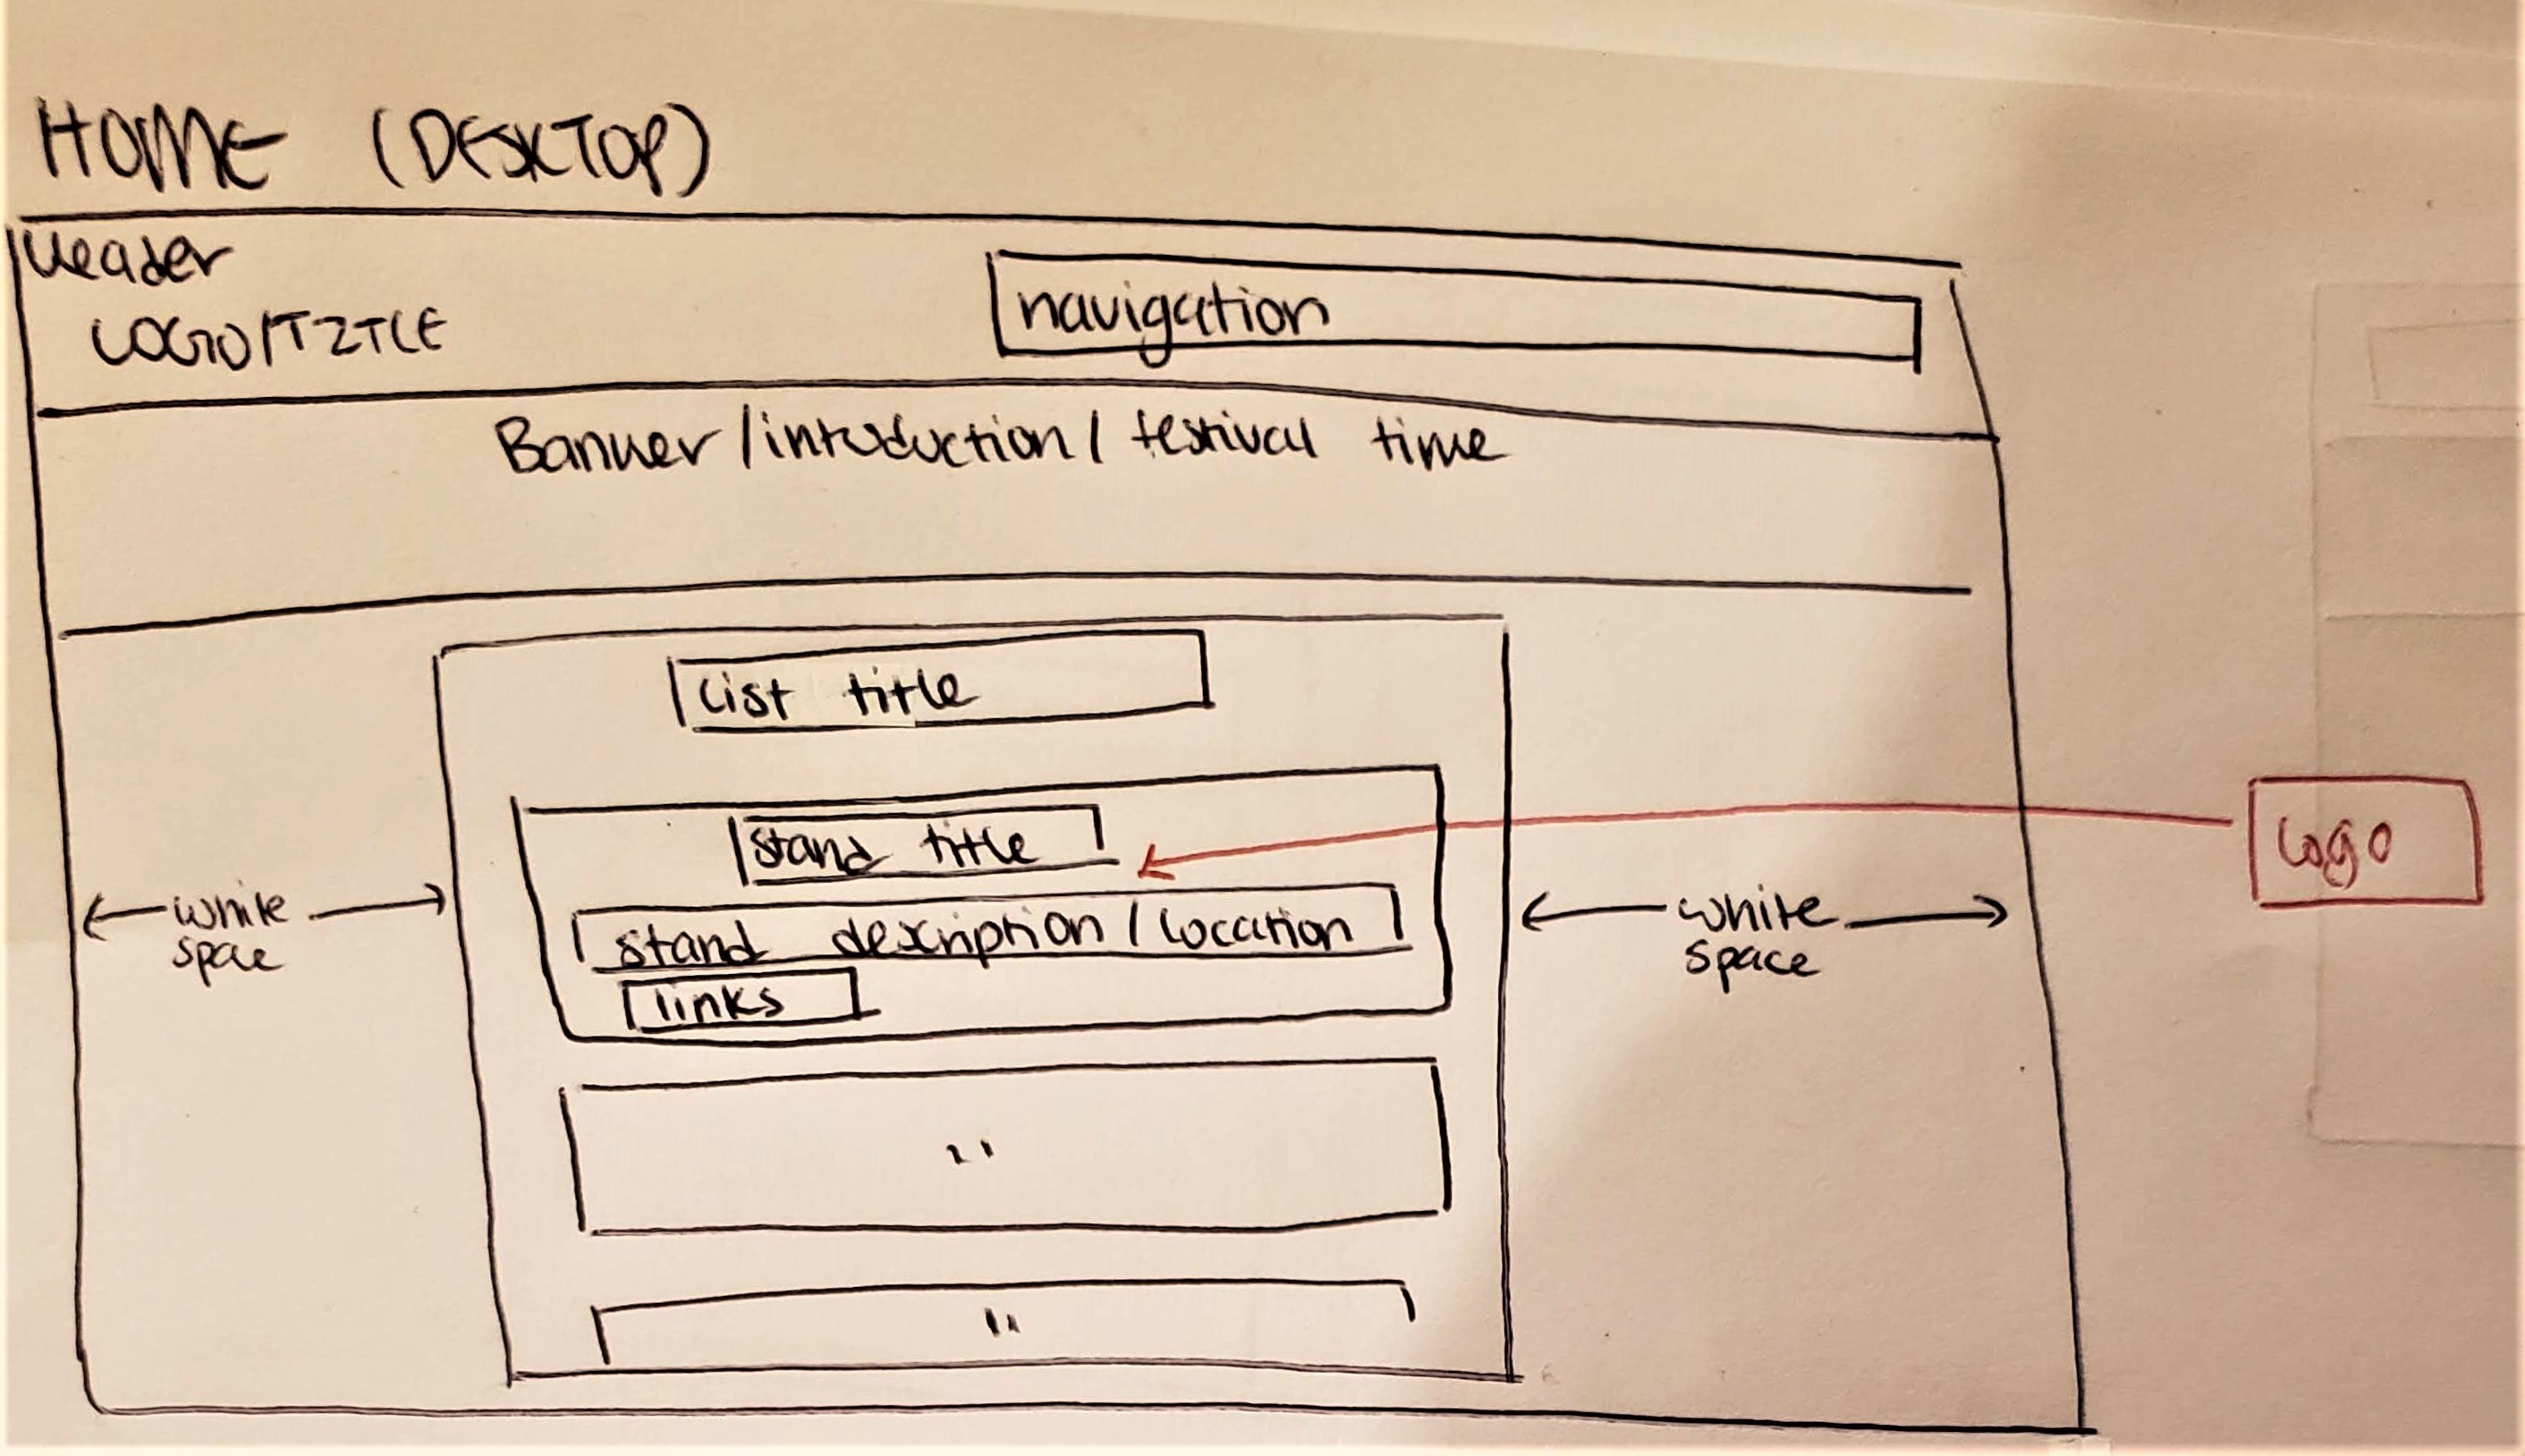 HOME (DESKTOP)
Header
LOGO/TITLE
navigation
Banner/introduction/ festival time
List title
stand title
logo
stand description / location
links
white
space
white
space
"
"